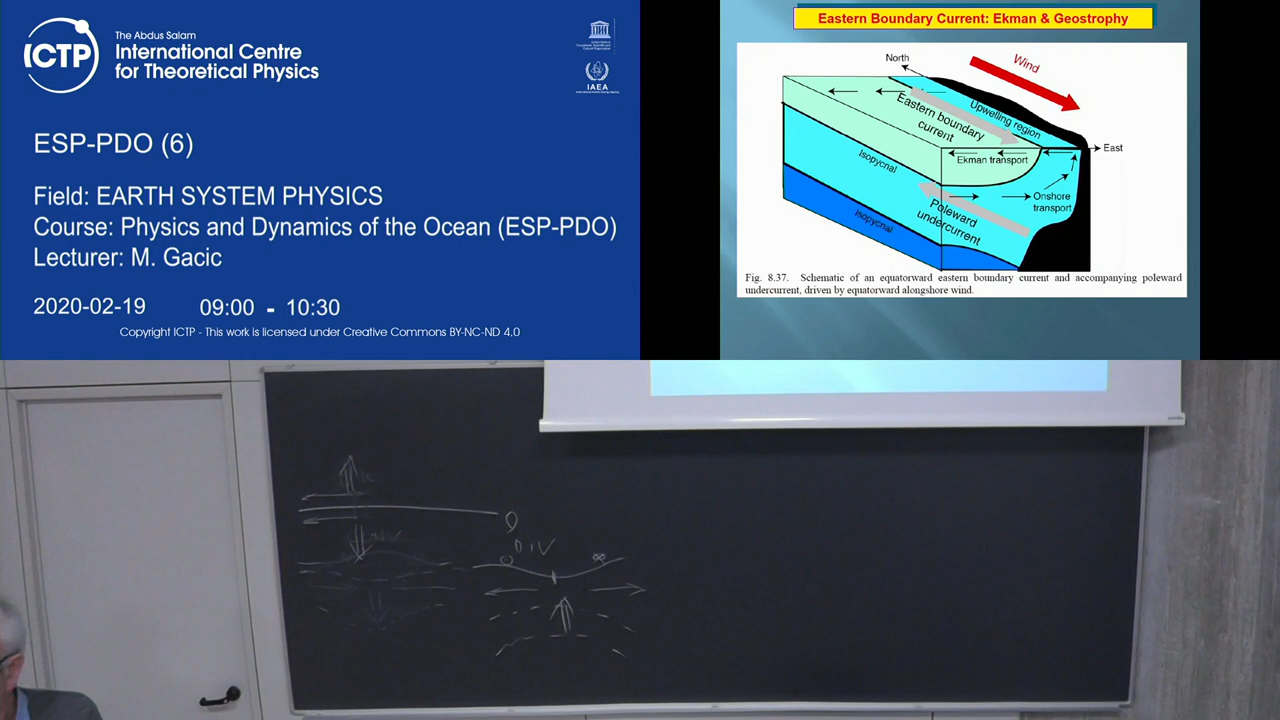 ICTP
The Abdus Salam
International Centre
for Theoretical Physics
IAEA
ESP-PDO (6)
Field: EARTH SYSTEM PHYSICS
Course: Physics and Dynamics of the Ocean (ESP-PDO)
Lecturer: M. Gacic
2020-02-19 09:00 - 10:30
Copyright ICTP - This work is licensed under Creative Commons BY-NC-ND 4.0
Eastern Boundary Current: Ekman & Geostrophy
North
Wind
Upwelling region
Eastern boundary
current
East
Ekman transport
Isopycnal
Onshore
transport
Poleward
undercurrent
Isopycnal
Fig. 8.37. Schematic of an equatorward eastern boundary current and accompanying poleward
undercurrent, driven by equatorward alongshore wind.
DIV